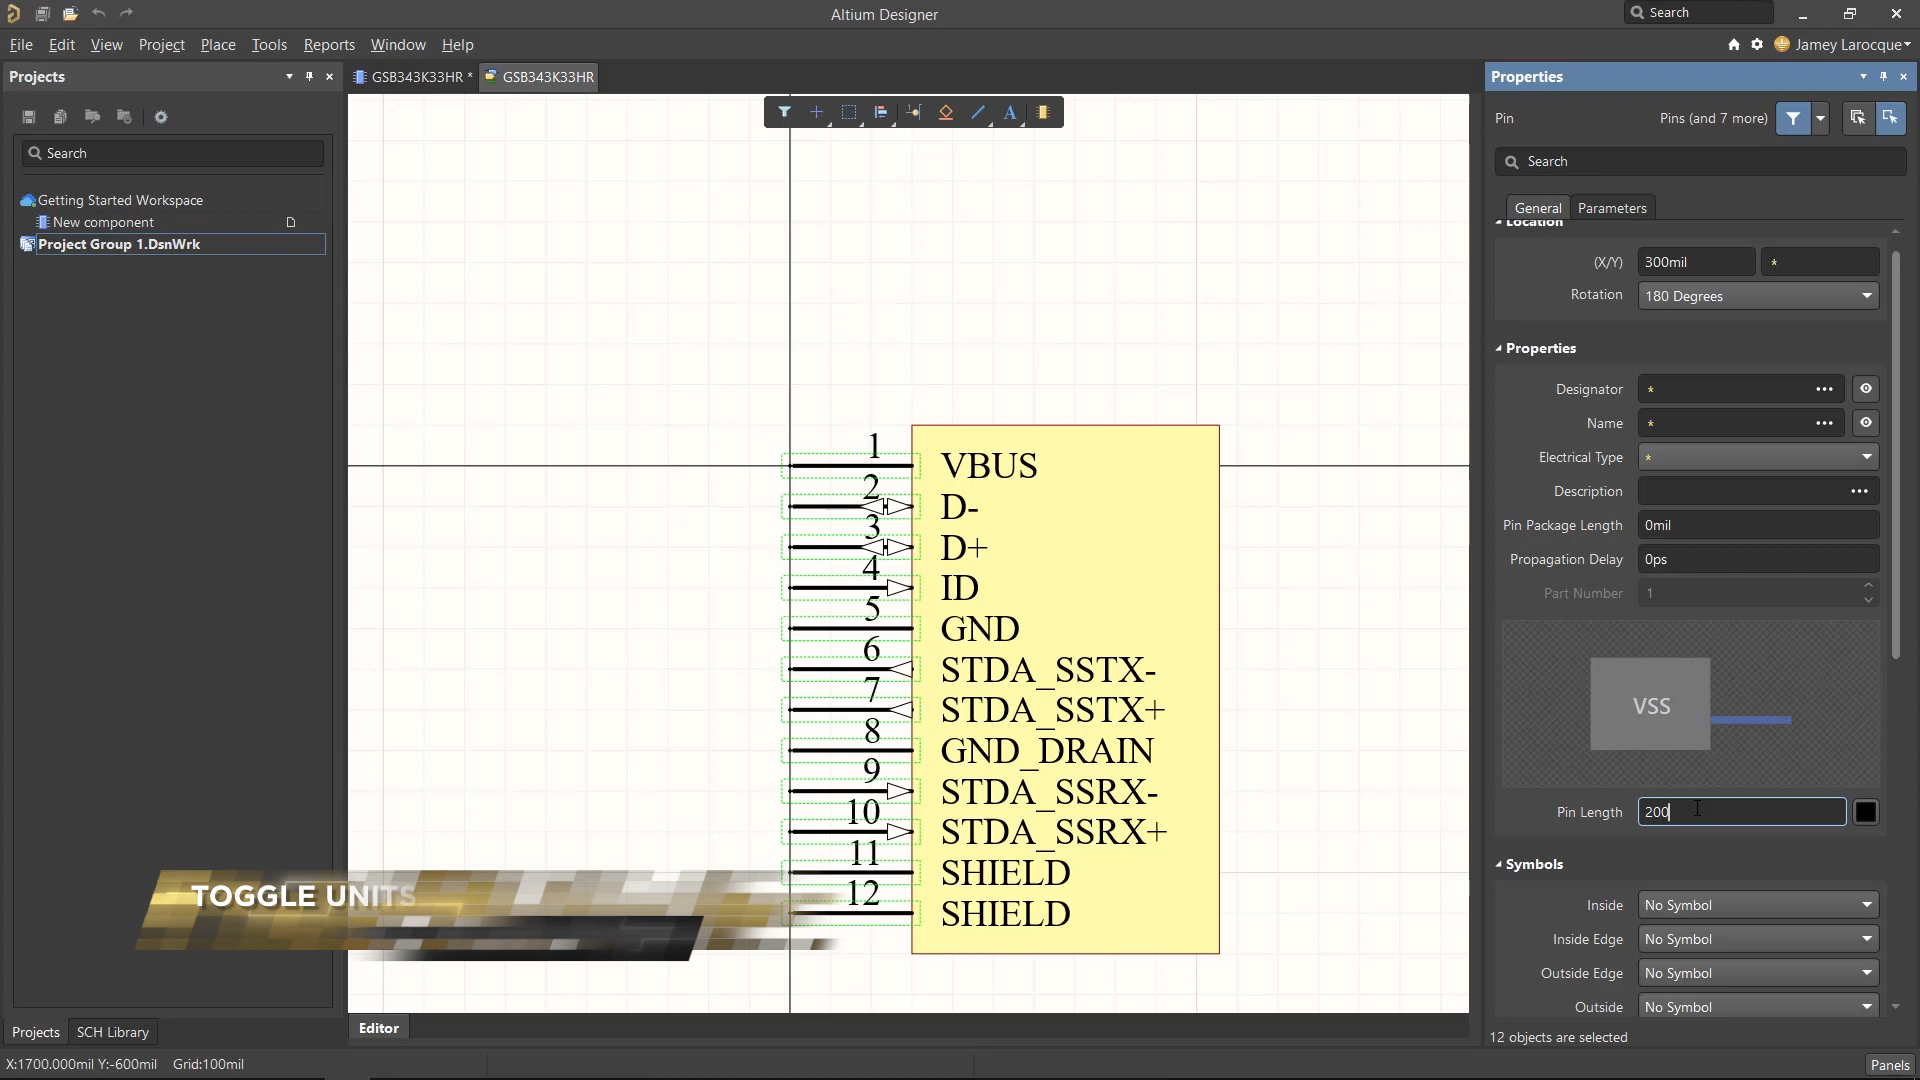 Altium Designer
Search
File Edit View Project Place Tools Reports Window Help
Jamey Larocque
Projects
GSB343K33HR *
GSB343K33HR
Search
Getting Started Workspace
New component
Project Group 1.DsnWrk
1 VBUS
2 D-
3 D+
4 ID
5 GND
6 STDA_SSTX-
7 STDA_SSTX+
8 GND_DRAIN
9 STDA_SSRX-
10 STDA_SSRX+
11 SHIELD
12 SHIELD
TOGGLE UNITS
Editor
Projects SCH Library
X:1700.000mil Y:-600mil Grid:100mil
Properties
Pin Pins (and 7 more)
Search
General Parameters
Location
(X/Y) 300mil *
Rotation 180 Degrees
Properties
Designator * •••
Name * •••
Electrical Type *
Description •••
Pin Package Length 0mil
Propagation Delay 0ps
Part Number 1
VSS
Pin Length 200
Symbols
Inside No Symbol
Inside Edge No Symbol
Outside Edge No Symbol
Outside No Symbol
12 objects are selected
Panels